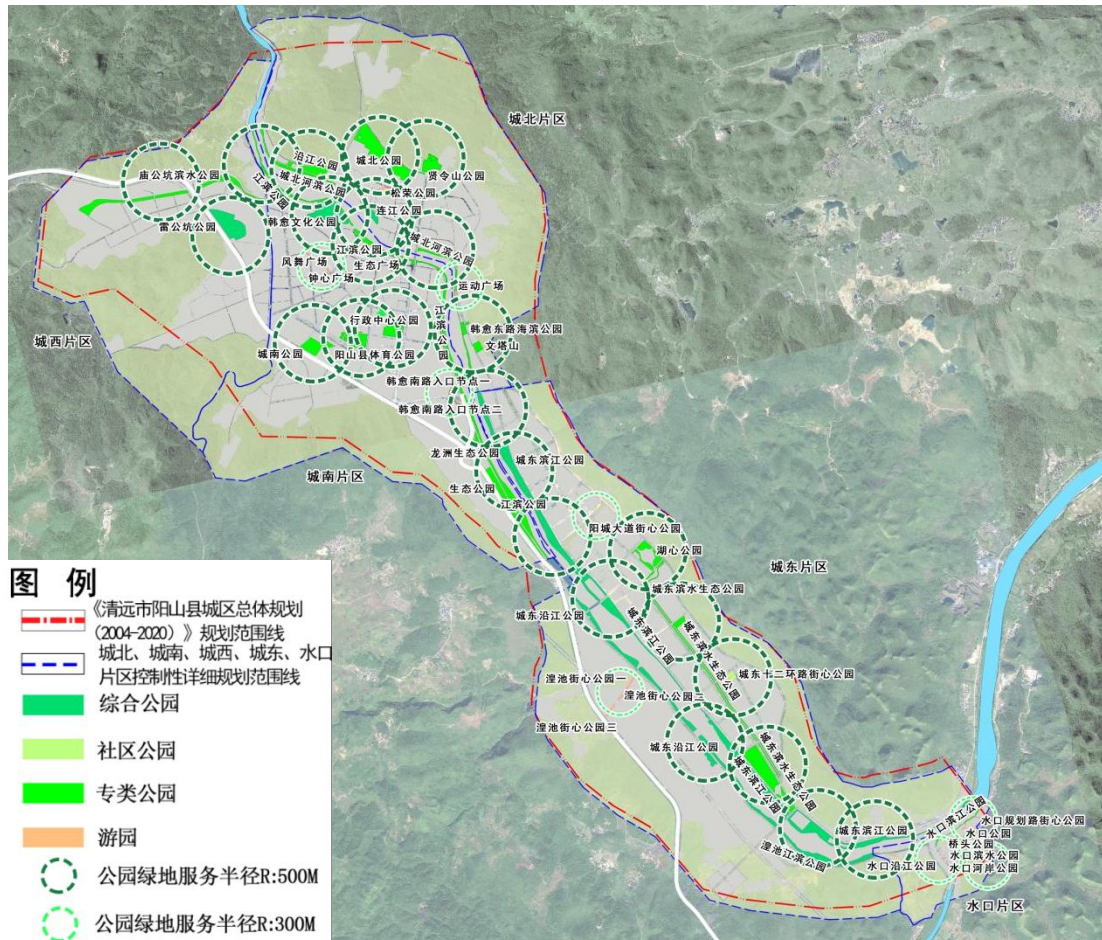 城北片区
沿江公园
城北公园
贤令山公园
庙公坑滨水公园
城北河滨公园
松荣公园
江滨公园
连江公园
雷公坑公园
韩愈文化公园
江滨公园
城北河滨公园
风舞广场
生态广场
钟心广场
运动广场
江滨公园
行政中心公园
韩愈东路海滨公园
城西片区
文塔山
城南公园
阳山县体育公园
韩愈南路入口节点一
韩愈南路入口节点二
龙洲生态公园
城东滨江公园
城南片区
生态公园
江滨公园
阳城大道街心公园
湖心公园
城东片区
城东滨水生态公园
城东沿江公园
城东滨江公园
城东滨水生态公园
湟池街心公园一
城东十二环路街心公园
湟池街心公园二
湟池街心公园三
城东沿江公园
城东滨水生态公园
城东滨江公园
水口滨江公园
水口规划路街心公园
城东滨江公园
水口公园
桥头公园
湟池江滨公园
水口滨水公园
水口沿江公园
水口河岸公园
水口片区
图 例
《清远市阳山县城区总体规划
(2004-2020)》规划范围线
城北、城南、城西、城东、水口
片区控制性详细规划范围线
综合公园
社区公园
专类公园
游园
公园绿地服务半径R:500M
公园绿地服务半径R:300M